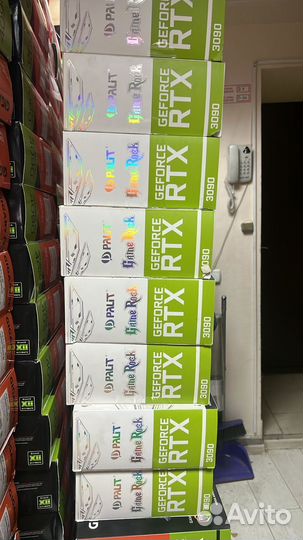 PALIT
GameRock
GEFORCE
RTX
3090
PALIT
GameRock
GEFORCE
RTX
3090
PALIT
GameRock
GEFORCE
RTX
3090
PALIT
GameRock
GEFORCE
RTX
3090
PALIT
GameRock
GEFORCE
RTX
3090
PALIT
GameRock
GEFORCE
RTX
3090
PALIT
GameRock
GEFORCE
RTX
3090
PALIT
GameRock
GEFORCE
RTX
3090
Avito